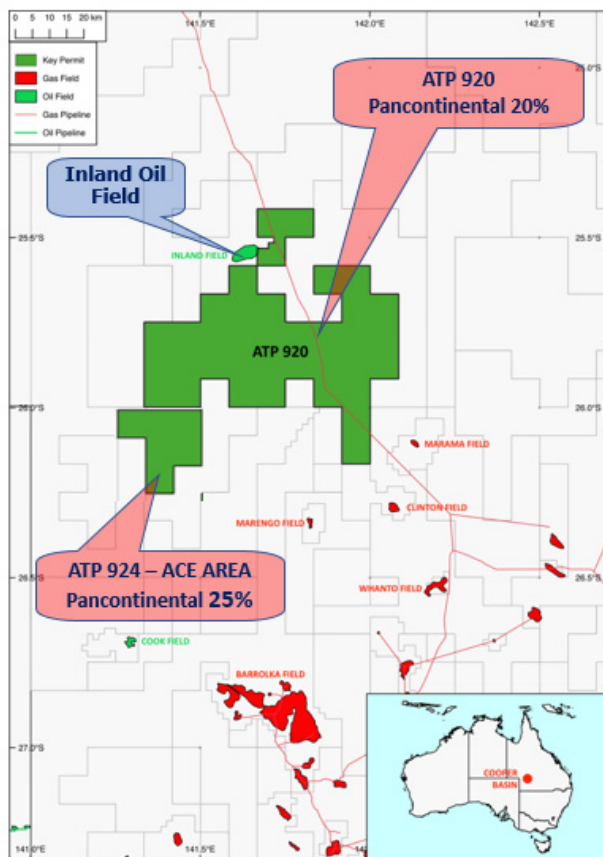 0 5 10 15 20
km
141.5°E
142.0°E
142.5°E
Key Permit
Gas Field
Oil Field
Gas Pipeline
Oil Pipeline
ATP 920
Pancontinental 20%
25.0°S
Inland Oil
Field
25.5°S
25.5°S
INLAND FIELD
ATP 920
26.0°S
26.0°S
MARAMA FIELD
CLINTON FIELD
MARENGO FIELD
ATP 924 – ACE AREA
Pancontinental 25%
26.5°S
26.5°S
WHANTO FIELD
COOK FIELD
BARROLKA FIELD
27.0°S
COOPER
BASIN
141.0°E
141.5°E